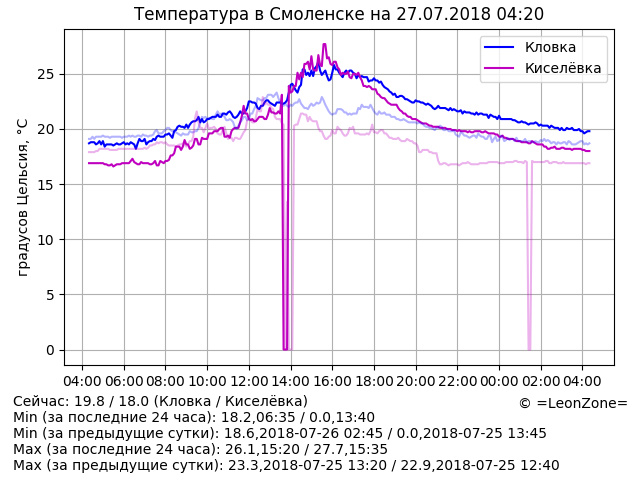 Температура в Смоленске на 27.07.2018 04:20
Кловка
Киселёвка
градусов Цельсия, °C
25
20
15
10
5
0
04:00 06:00 08:00 10:00 12:00 14:00 16:00 18:00 20:00 22:00 00:00 02:00 04:00
Сейчас: 19.8 / 18.0 (Кловка / Киселёвка)
© =LeonZone=
Min (за последние 24 часа): 18.2,06:35 / 0.0,13:40
Min (за предыдущие сутки): 18.6,2018-07-26 02:45 / 0.0,2018-07-25 13:45
Max (за последние 24 часа): 26.1,15:20 / 27.7,15:35
Max (за предыдущие сутки): 23.3,2018-07-25 13:20 / 22.9,2018-07-25 12:40